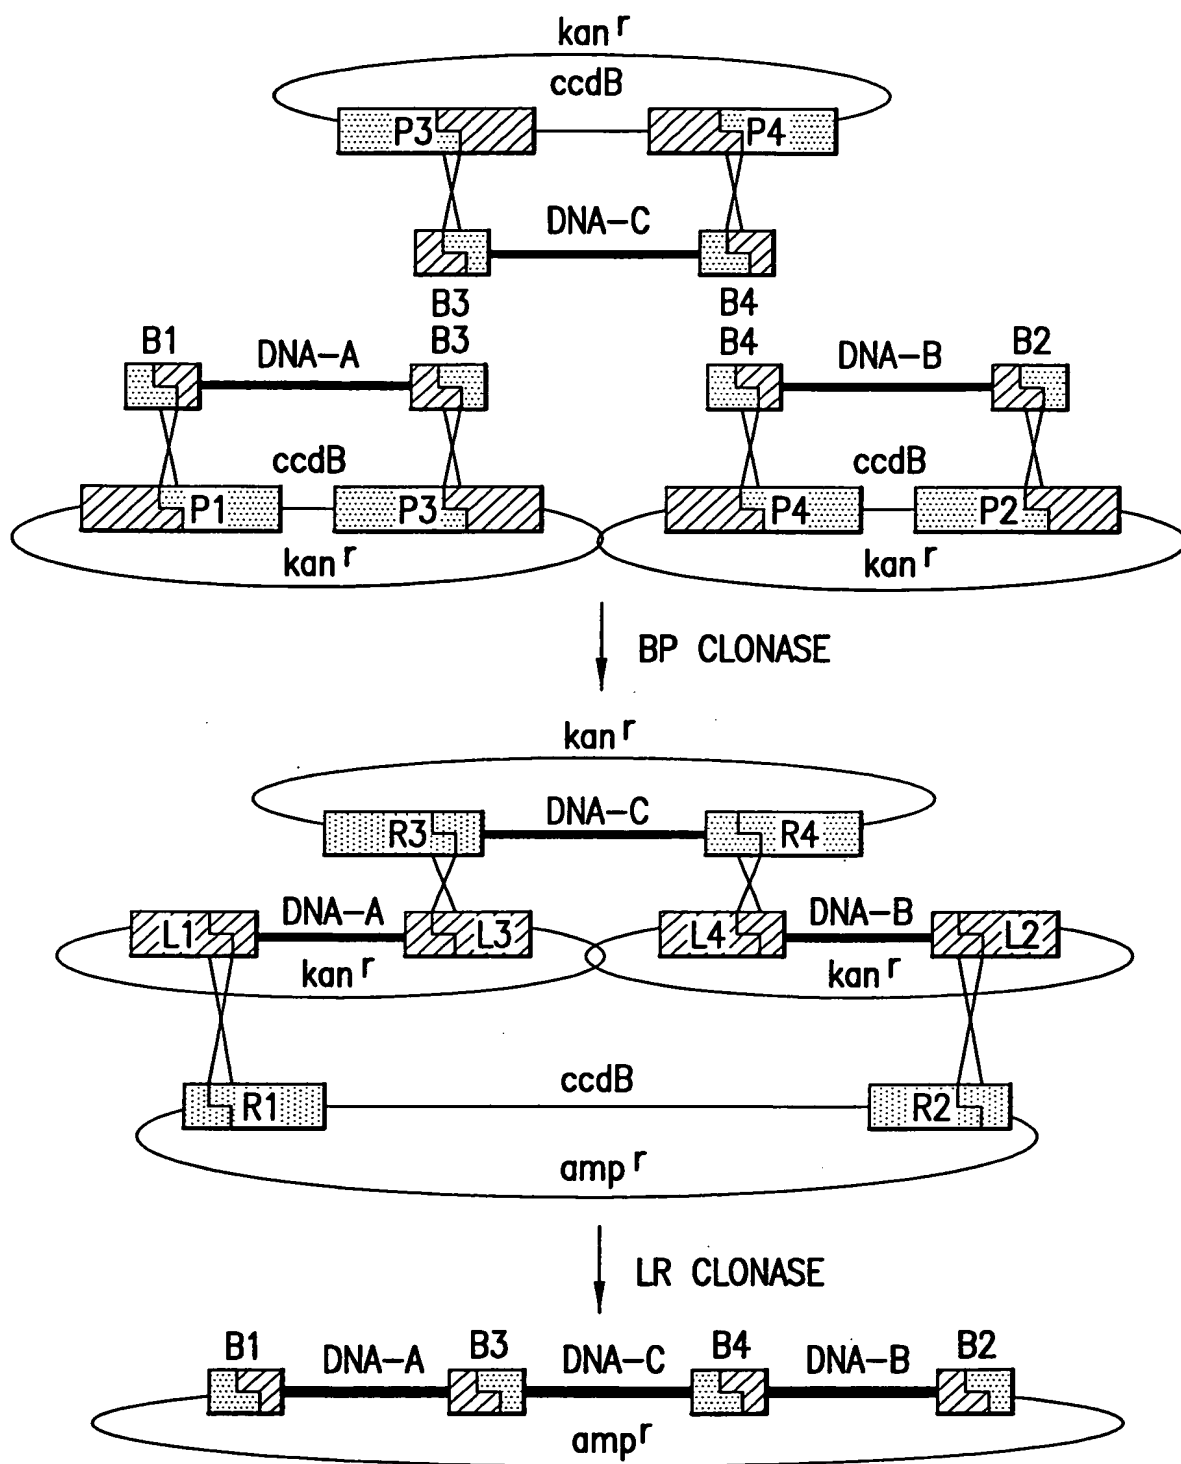 kan r
ccdB
P3 P4
DNA-C
B3 B4
B1 DNA-A B3 B4 DNA-B B2
ccdB ccdB
P1 P3 P4 P2
kan r kan r
BP CLONASE
kan r
DNA-C
R3 R4
DNA-A DNA-B
L1 L3 L4 L2
kan r kan r
ccdB
R1 R2
amp r
LR CLONASE
B1 DNA-A B3 DNA-C B4 DNA-B B2
amp r